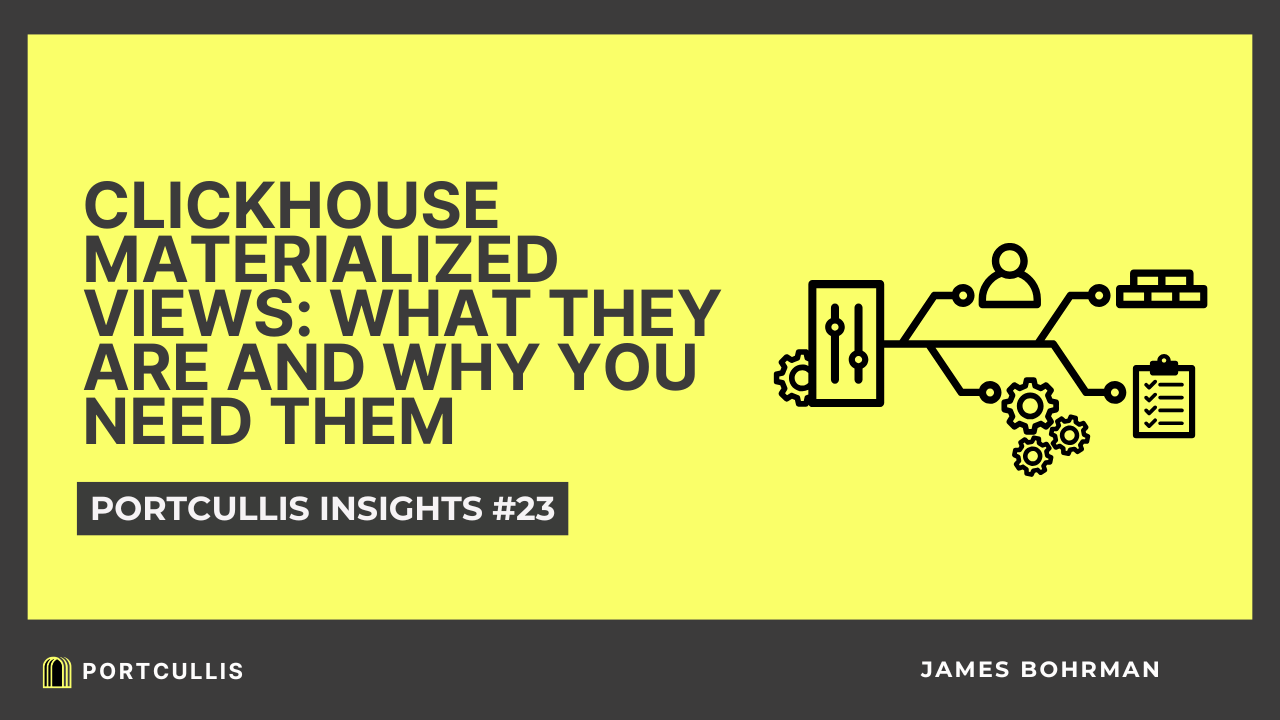 CLICKHOUSE
MATERIALIZED
VIEWS: WHAT THEY
ARE AND WHY YOU
NEED THEM
PORTCULLIS INSIGHTS #23
PORTCULLIS
JAMES BOHRMAN